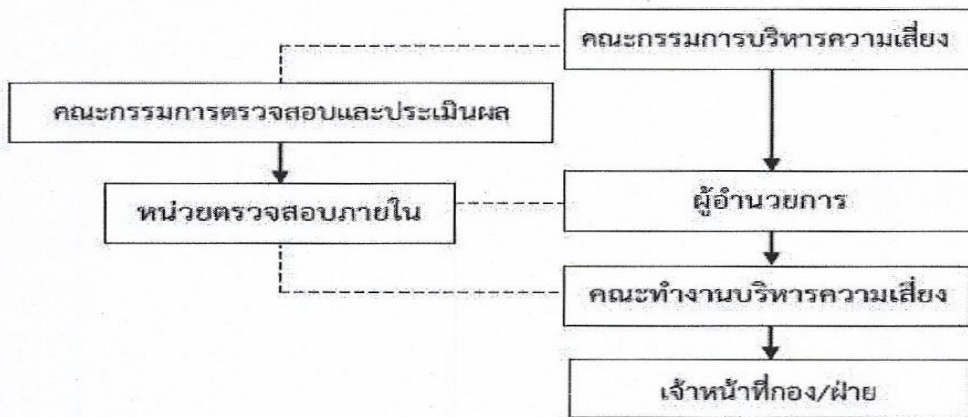 คณะกรรมการบริหารความเสี่ยง
คณะกรรมการตรวจสอบและประเมินผล
หน่วยตรวจสอบภายใน
ผู้อำนวยการ
คณะทำงานบริหารความเสี่ยง
เจ้าหน้าที่กอง/ฝ่าย